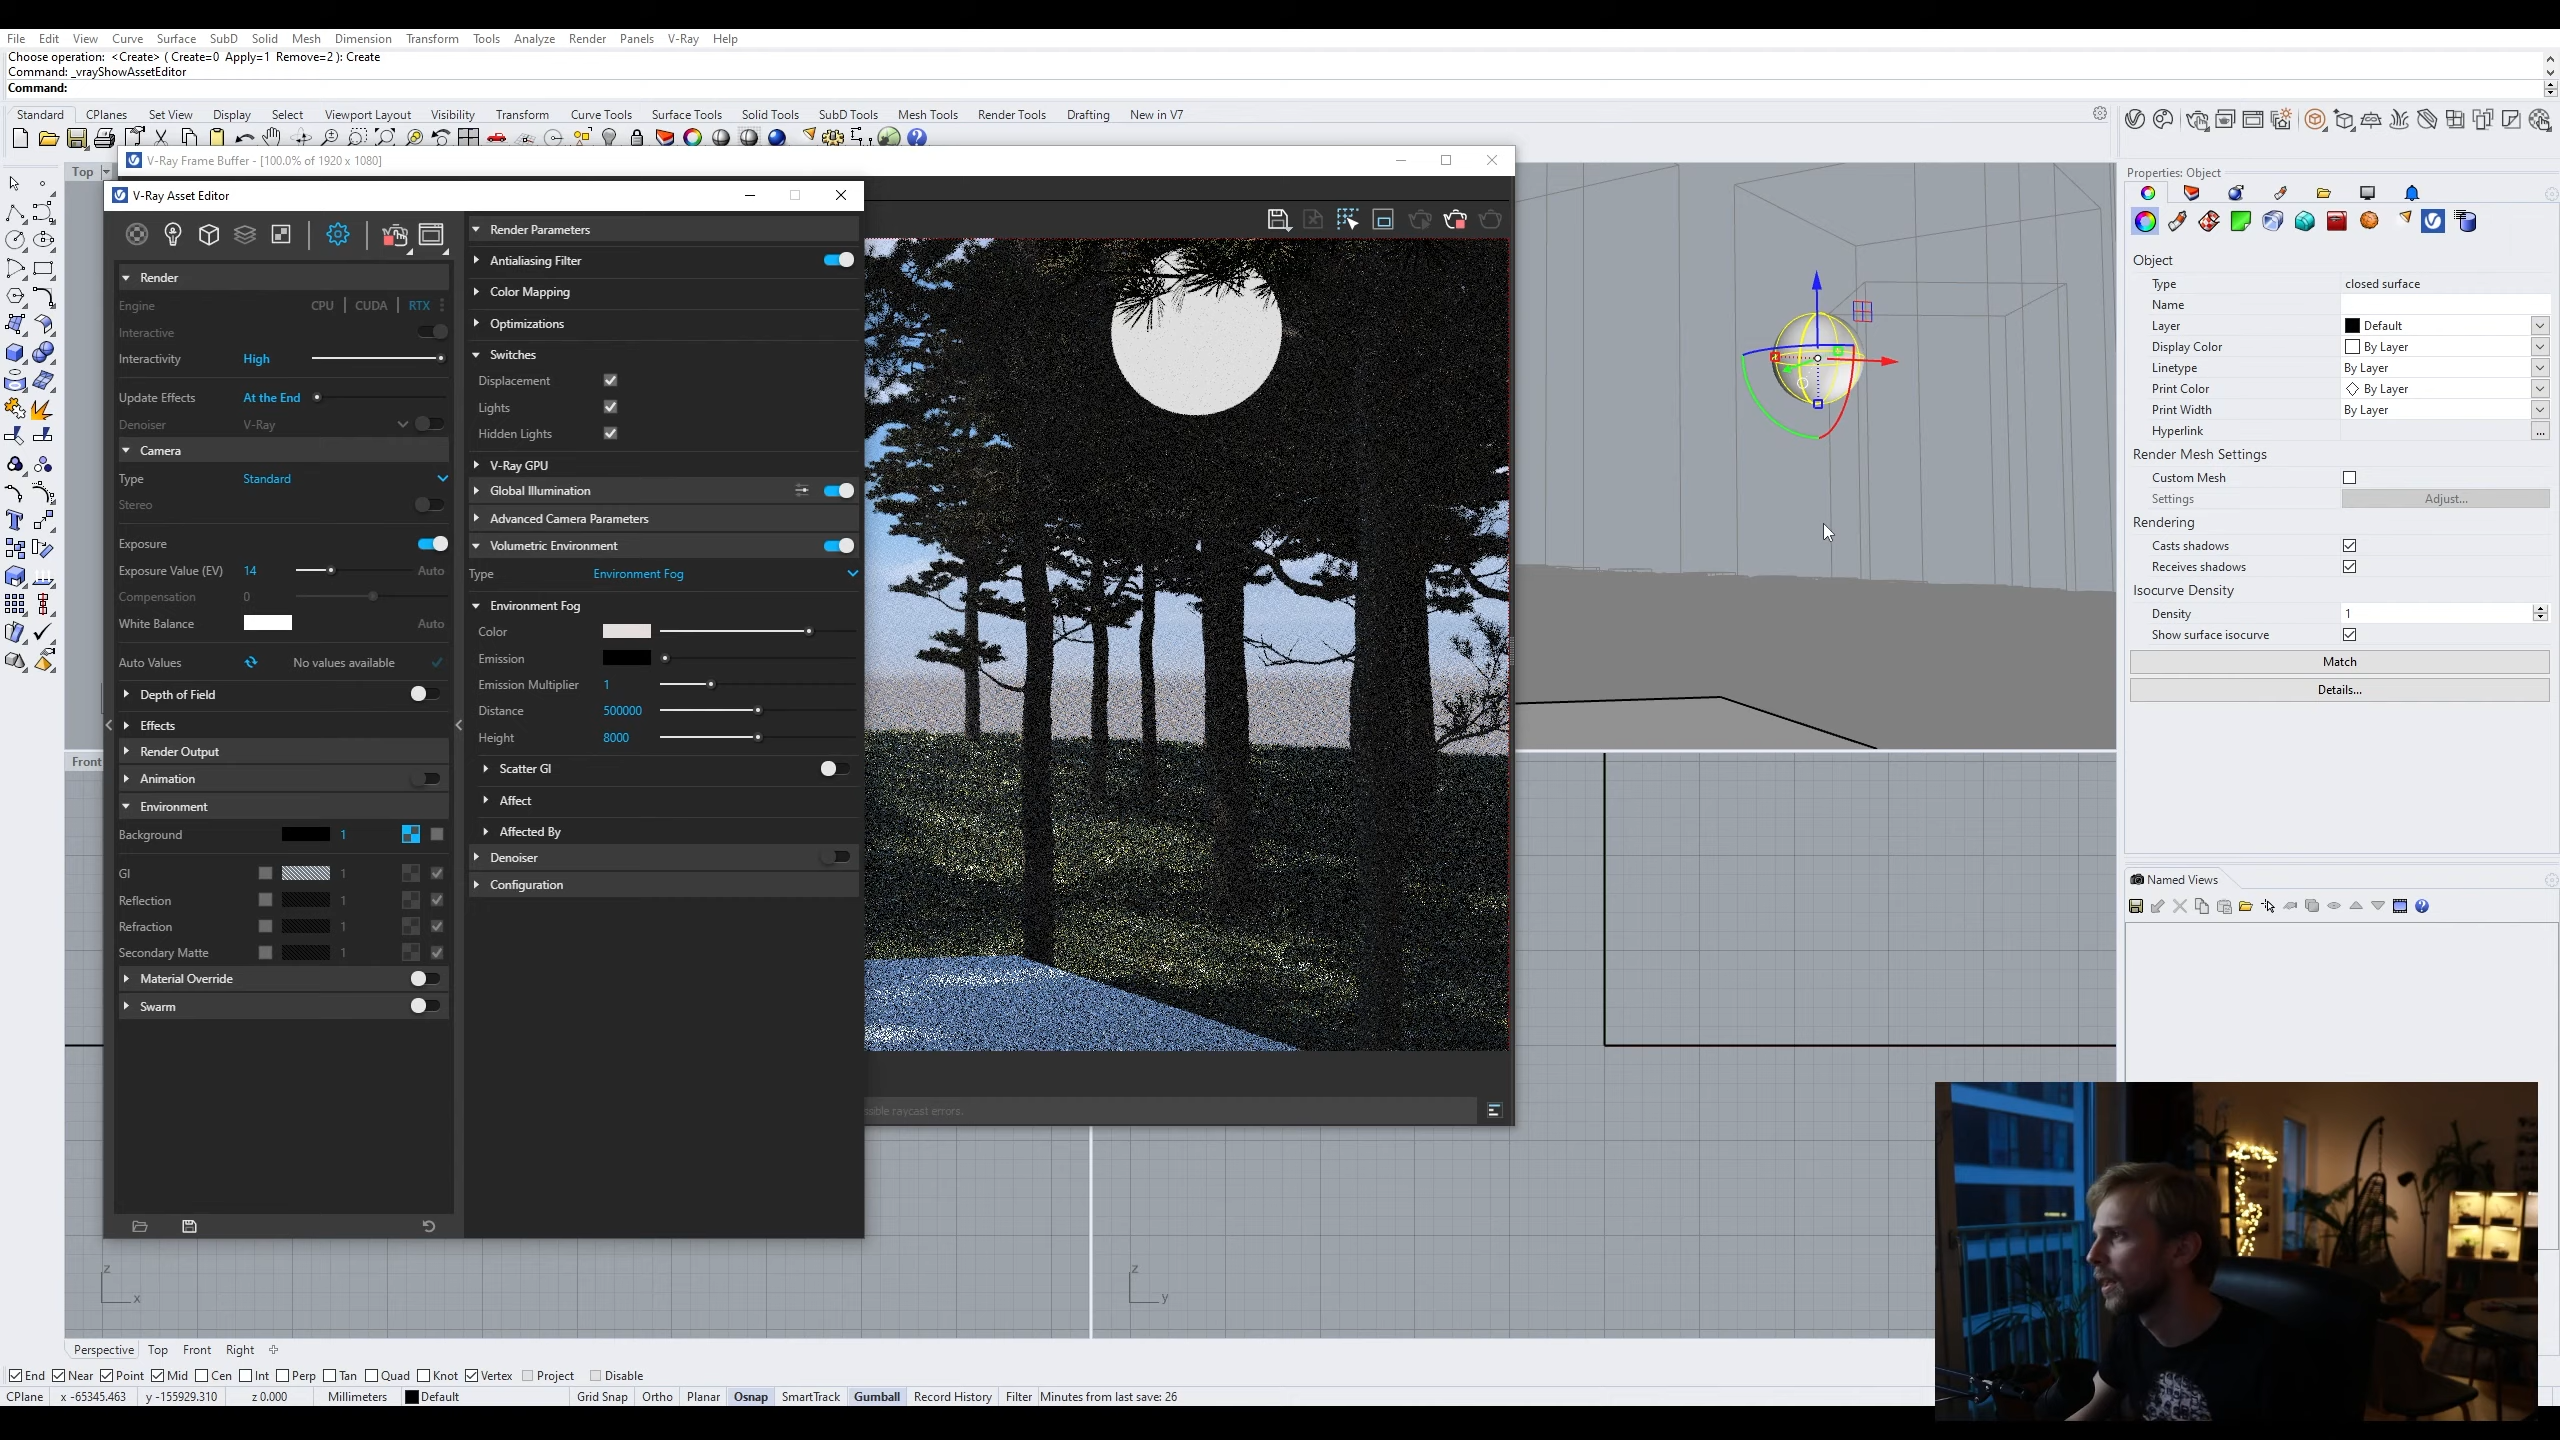 File Edit View Curve Surface SubD Solid Mesh Dimension Transform Tools Analyze Render Panels V-Ray Help
Choose operation: <Create> ( Create=0 Apply=1 Remove=2 ): Create
Command: _vrayShowAssetEditor
Command:
Standard CPlanes Set View Display Select Viewport Layout Visibility Transform Curve Tools Surface Tools Solid Tools SubD Tools Mesh Tools Render Tools Drafting New in V7
Top
V-Ray Frame Buffer - [100.0% of 1920 x 1080]
V-Ray Asset Editor
Render
Engine CPU | CUDA | RTX
Interactive
Interactivity High
Update Effects At the End
Denoiser V-Ray
Camera
Type Standard
Stereo
Exposure
Exposure Value (EV) 14 Auto
Compensation 0
White Balance Auto
Auto Values No values available
Depth of Field
Effects
Render Output
Animation
Environment
Background 1
GI 1
Reflection 1
Refraction 1
Secondary Matte 1
Material Override
Swarm
Render Parameters
Antialiasing Filter
Color Mapping
Optimizations
Switches
Displacement
Lights
Hidden Lights
V-Ray GPU
Global Illumination
Advanced Camera Parameters
Volumetric Environment
Type Environment Fog
Environment Fog
Color
Emission
Emission Multiplier 1
Distance 500000
Height 8000
Scatter GI
Affect
Affected By
Denoiser
Configuration
raycast errors.
Front
z
x
z
y
Properties: Object
Object
Type closed surface
Name
Layer Default
Display Color By Layer
Linetype By Layer
Print Color By Layer
Print Width By Layer
Hyperlink ...
Render Mesh Settings
Custom Mesh
Settings Adjust...
Rendering
Casts shadows
Receives shadows
Isocurve Density
Density 1
Show surface isocurve
Match
Details...
Named Views
Perspective Top Front Right
End Near Point Mid Cen Int Perp Tan Quad Knot Vertex Project Disable
CPlane x -65345.463 y -155929.310 z 0.000 Millimeters Default Grid Snap Ortho Planar Osnap SmartTrack Gumball Record History Filter Minutes from last save: 26